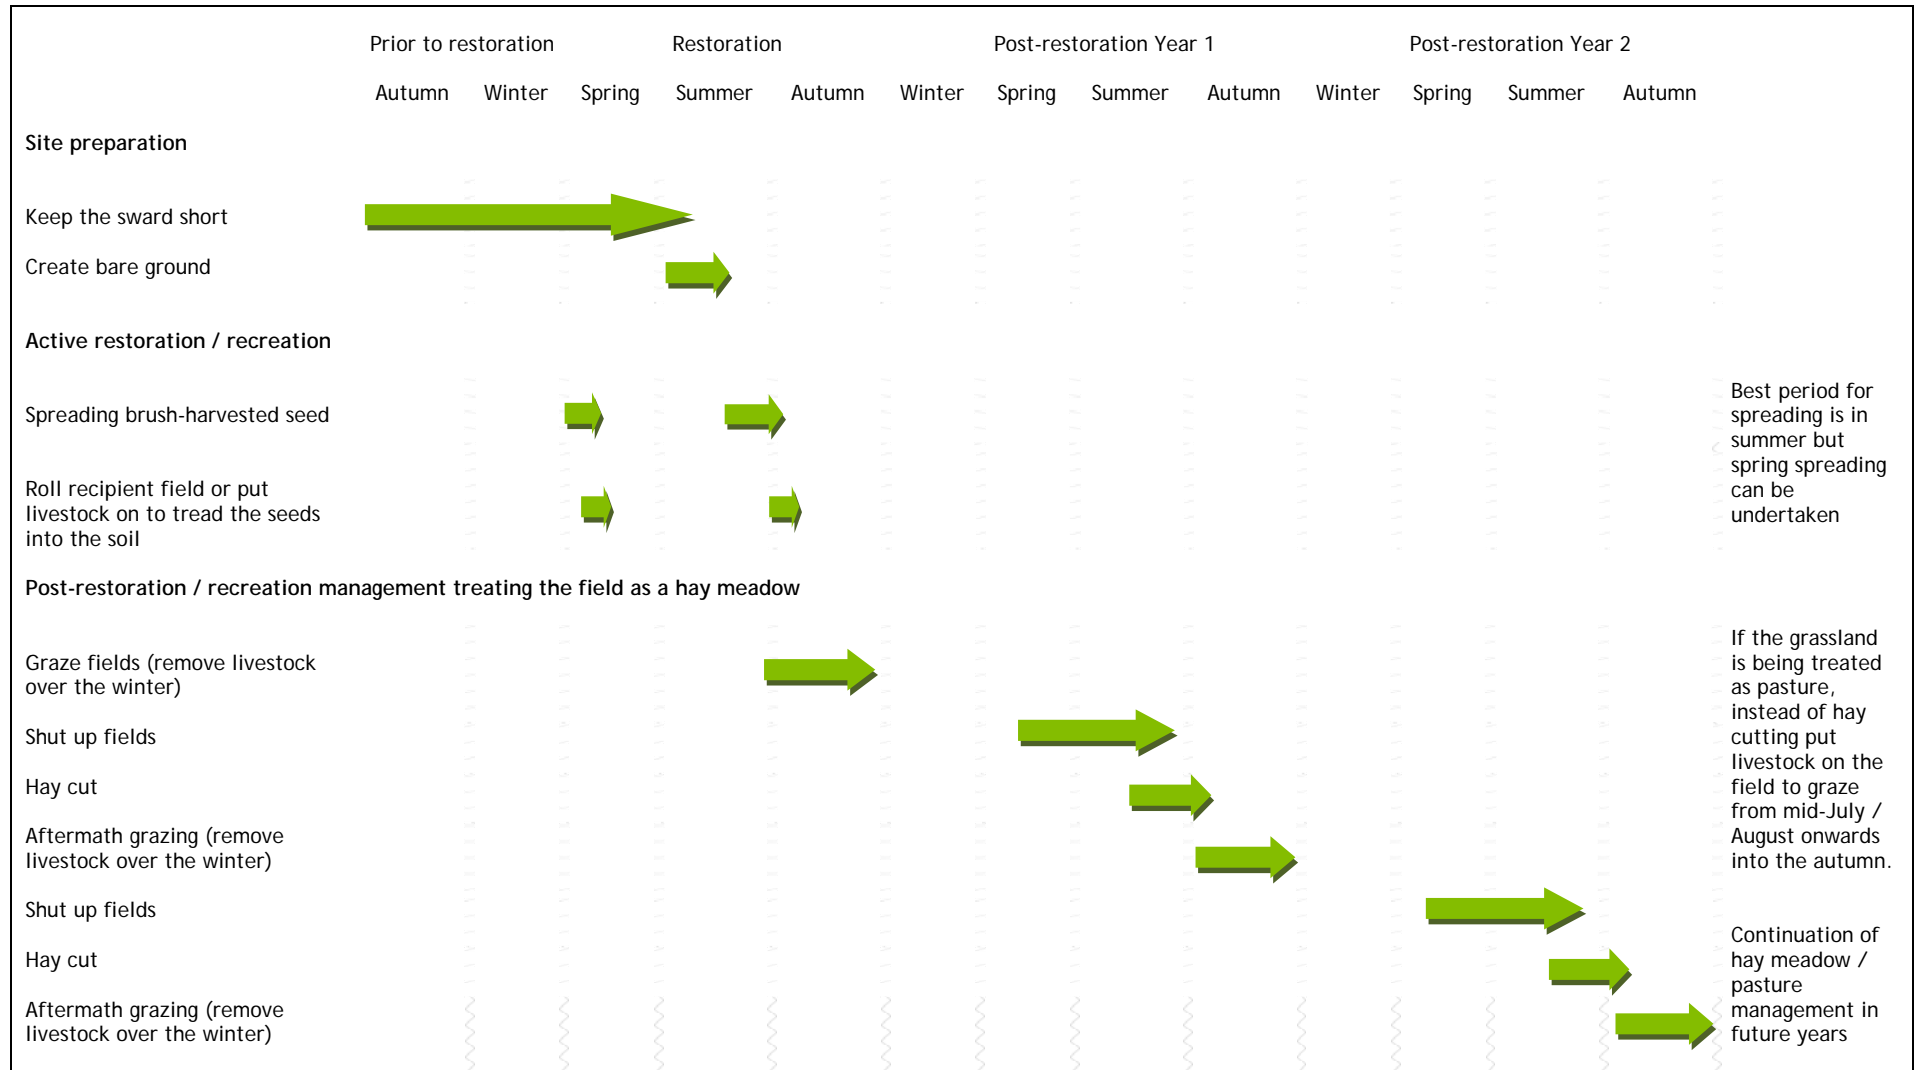 Prior to restoration Restoration Post-restoration Year 1 Post-restoration Year 2
Autumn Winter Spring Summer Autumn Winter Spring Summer Autumn Winter Spring Summer Autumn
Site preparation
Keep the sward short
Create bare ground
Active restoration / recreation
Spreading brush-harvested seed
Roll recipient field or put
livestock on to tread the seeds
into the soil
Best period for
spreading is in
summer but
spring spreading
can be
undertaken
Post-restoration / recreation management treating the field as a hay meadow
Graze fields (remove livestock
over the winter)
Shut up fields
Hay cut
Aftermath grazing (remove
livestock over the winter)
If the grassland
is being treated
as pasture,
instead of hay
cutting put
livestock on the
field to graze
from mid-July /
August onwards
into the autumn.
Shut up fields
Hay cut
Aftermath grazing (remove
livestock over the winter)
Continuation of
hay meadow /
pasture
management in
future years